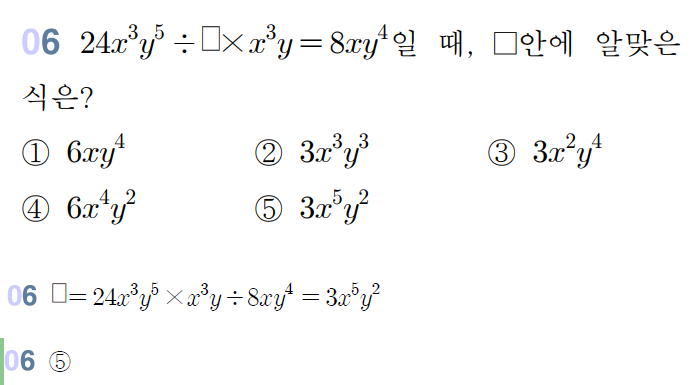 06 24x³y⁵ ÷ □ × x³y = 8xy⁴일 때, □안에 알맞은
식은?
① 6xy⁴ ② 3x³y³ ③ 3x²y⁴
④ 6x⁴y² ⑤ 3x⁵y²
06 □ = 24x³y⁵ × x³y ÷ 8xy⁴ = 3x⁵y²
06 ⑤